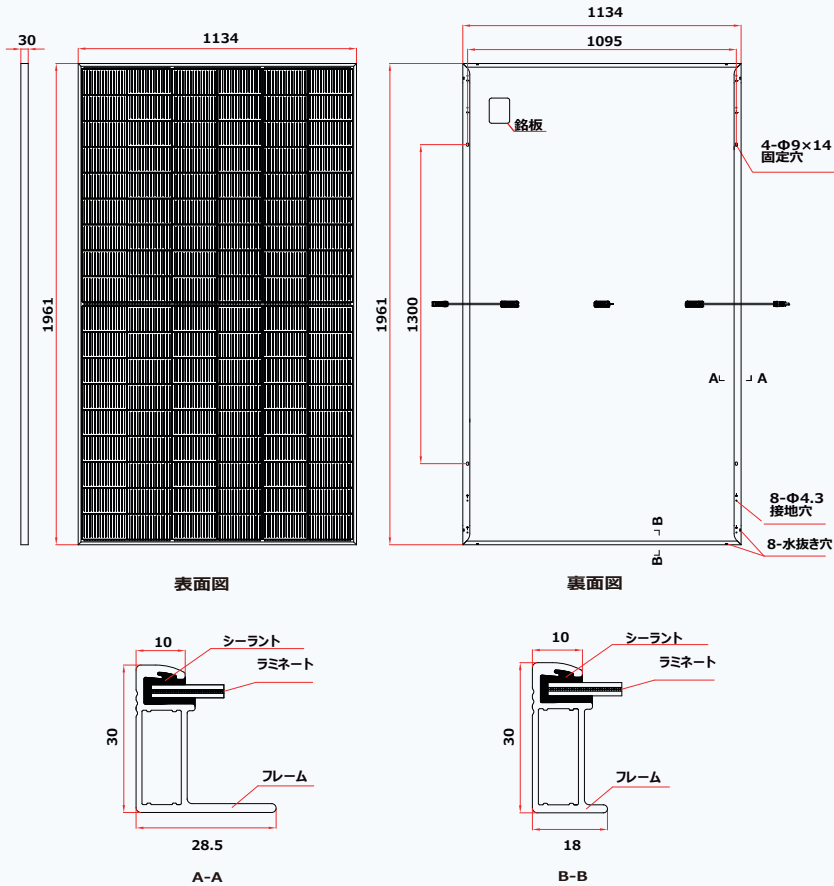 30
1134
1961
表面図
1134
1095
銘板
4-Φ9×14
固定穴
1961
1300
A
A
8-Φ4.3
接地穴
B
8-水抜き穴
B
裏面図
10
シーラント
ラミネート
30
フレーム
28.5
A-A
10
シーラント
ラミネート
30
フレーム
18
B-B